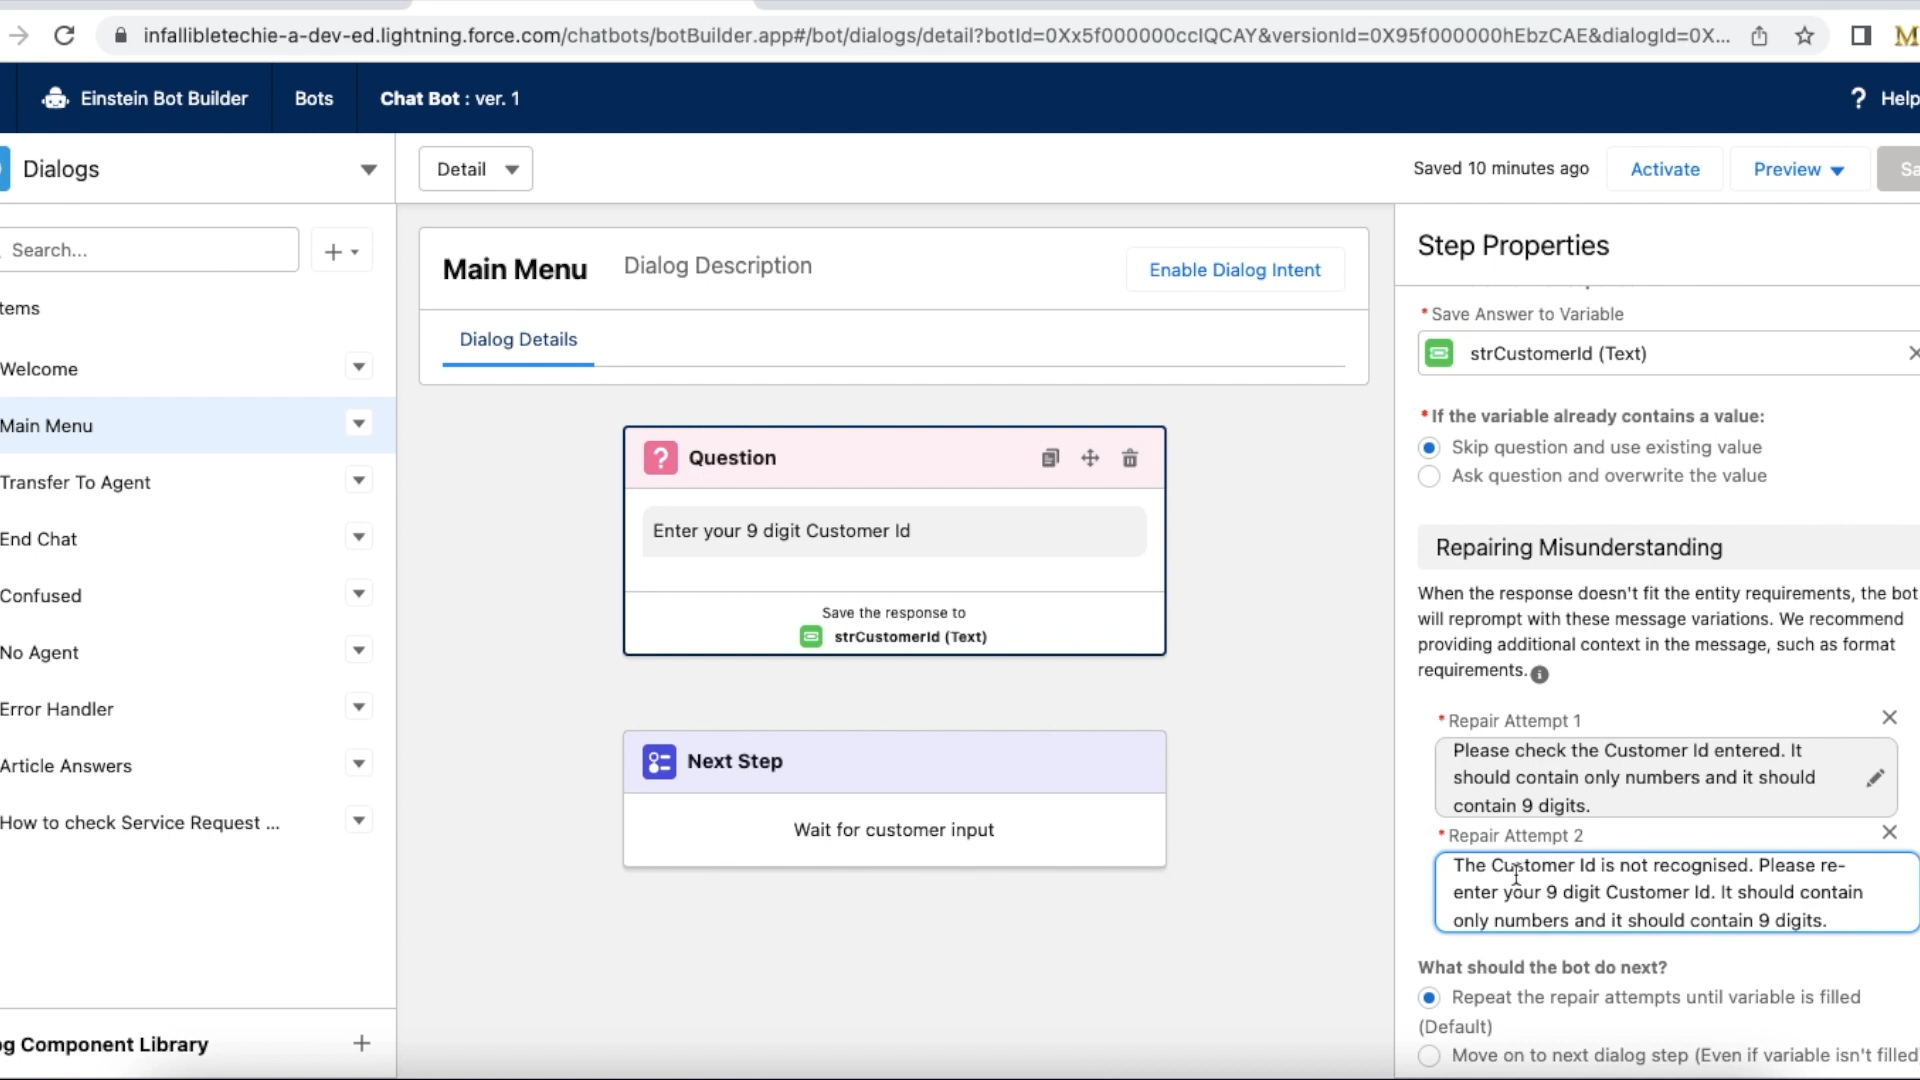 infallibletechie-a-dev-ed.lightning.force.com/chatbots/botBuilder.app#/bot/dialogs/detail?botId=0Xx5f000000ccIQCAY&versionId=0X95f000000hEbzCAE&dialogId=0X...
Einstein Bot Builder
Bots
Chat Bot : ver. 1
? Help
Dialogs
Detail
Saved 10 minutes ago
Activate
Preview
Sa
Search...
tems
Welcome
Main Menu
Transfer To Agent
End Chat
Confused
No Agent
Error Handler
Article Answers
How to check Service Request ...
og Component Library
Main Menu
Dialog Description
Enable Dialog Intent
Dialog Details
Question
Enter your 9 digit Customer Id
Save the response to
strCustomerId (Text)
Next Step
Wait for customer input
Step Properties
* Save Answer to Variable
strCustomerId (Text)
* If the variable already contains a value:
Skip question and use existing value
Ask question and overwrite the value
Repairing Misunderstanding
When the response doesn't fit the entity requirements, the bot
will reprompt with these message variations. We recommend
providing additional context in the message, such as format
requirements.
* Repair Attempt 1
Please check the Customer Id entered. It
should contain only numbers and it should
contain 9 digits.
* Repair Attempt 2
The Customer Id is not recognised. Please re-
enter your 9 digit Customer Id. It should contain
only numbers and it should contain 9 digits.
What should the bot do next?
Repeat the repair attempts until variable is filled
(Default)
Move on to next dialog step (Even if variable isn't filled